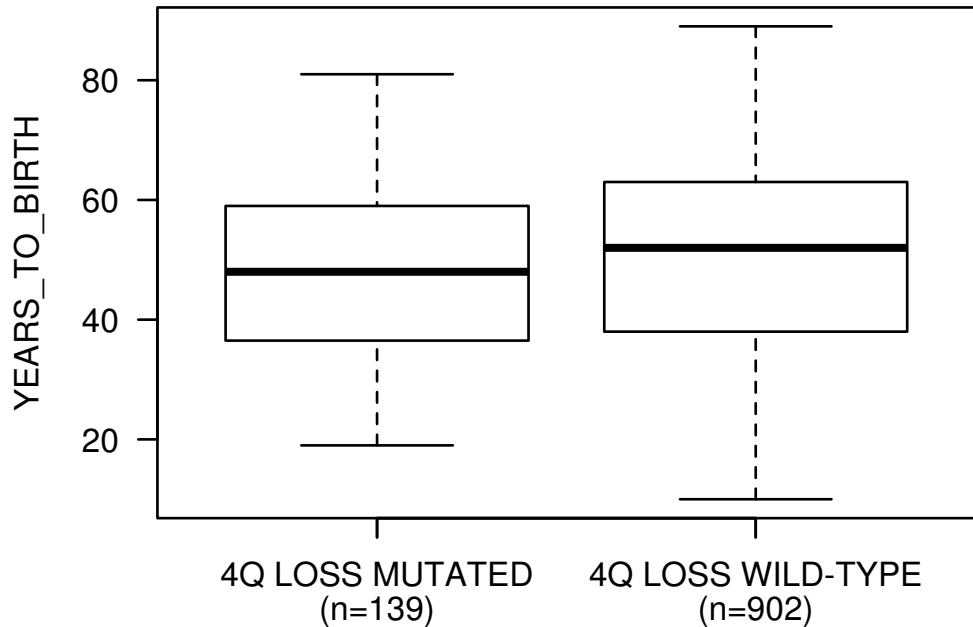 YEARS_TO_BIRTH
80
60
40
20
4Q LOSS MUTATED
(n=139)
4Q LOSS WILD-TYPE
(n=902)